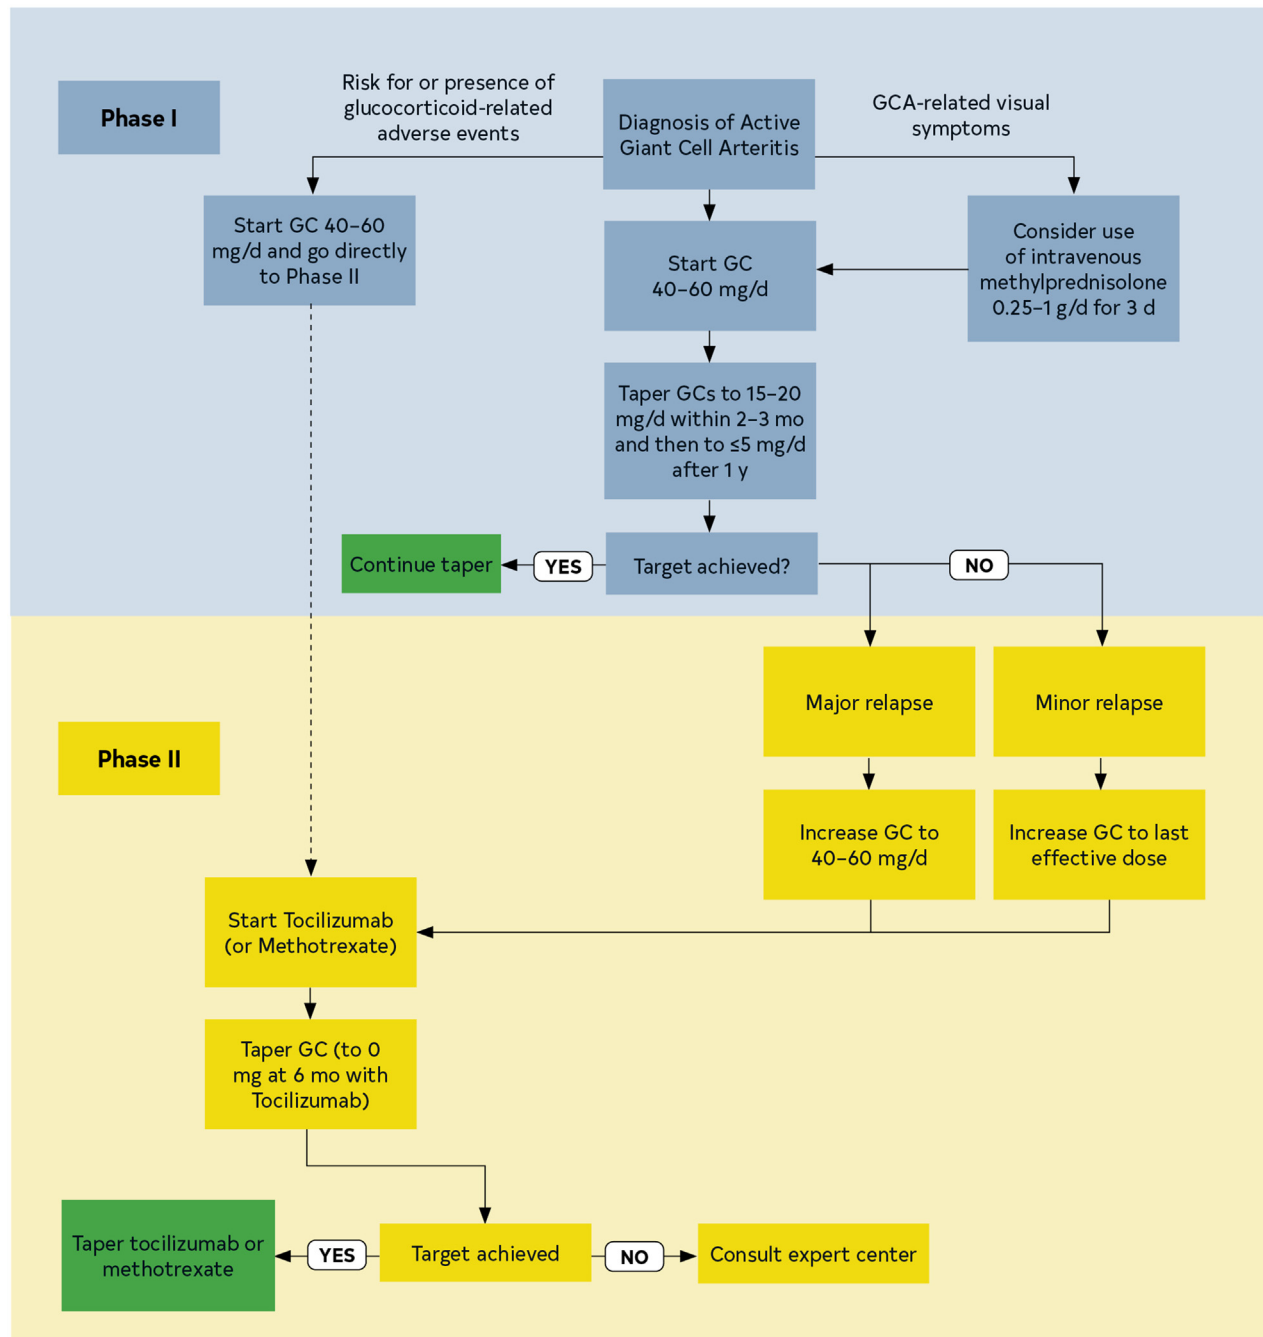 Phase I
Risk for or presence of
glucocorticoid-related
adverse events
Diagnosis of Active
Giant Cell Arteritis
GCA-related visual
symptoms
Start GC 40–60
mg/d and go directly
to Phase II
Start GC
40–60 mg/d
Consider use
of intravenous
methylprednisolone
0.25–1 g/d for 3 d
Taper GCs to 15–20
mg/d within 2–3 mo
and then to ≤5 mg/d
after 1 y
Continue taper
YES
Target achieved?
NO
Major relapse
Minor relapse
Phase II
Increase GC to
40–60 mg/d
Increase GC to last
effective dose
Start Tocilizumab
(or Methotrexate)
Taper GC (to 0
mg at 6 mo with
Tocilizumab)
Taper tocilizumab or
methotrexate
YES
Target achieved
NO
Consult expert center